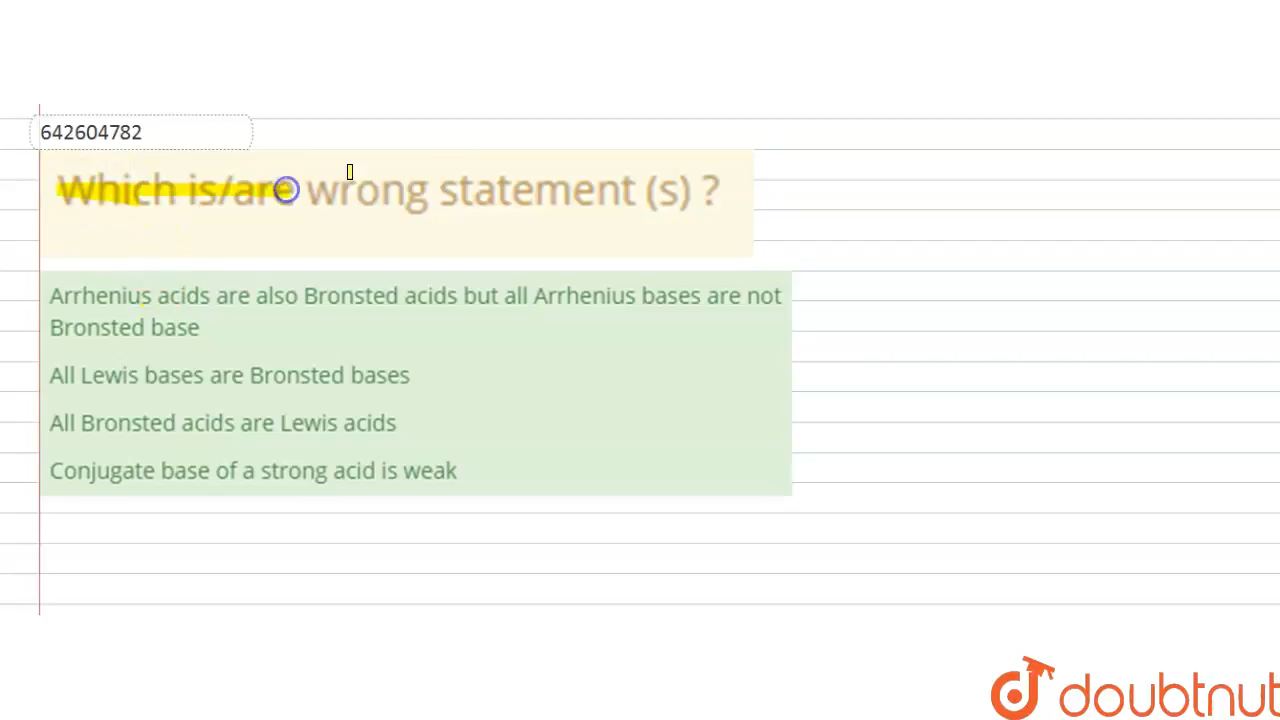 642604782
Which is/are wrong statement (s) ?
Arrhenius acids are also Bronsted acids but all Arrhenius bases are not
Bronsted base
All Lewis bases are Bronsted bases
All Bronsted acids are Lewis acids
Conjugate base of a strong acid is weak
doubtnut